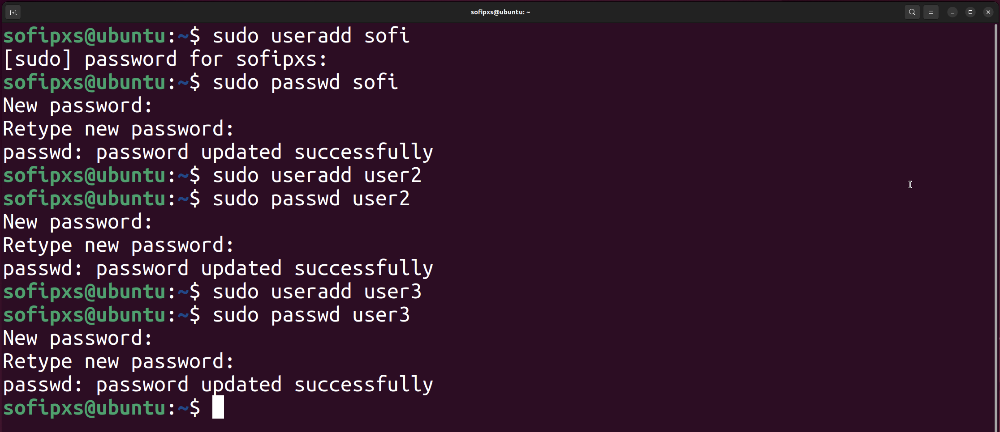 sofipxs@ubuntu: ~
sofipxs@ubuntu:~$ sudo useradd sofi
[sudo] password for sofipxs:
sofipxs@ubuntu:~$ sudo passwd sofi
New password:
Retype new password:
passwd: password updated successfully
sofipxs@ubuntu:~$ sudo useradd user2
sofipxs@ubuntu:~$ sudo passwd user2
New password:
Retype new password:
passwd: password updated successfully
sofipxs@ubuntu:~$ sudo useradd user3
sofipxs@ubuntu:~$ sudo passwd user3
New password:
Retype new password:
passwd: password updated successfully
sofipxs@ubuntu:~$